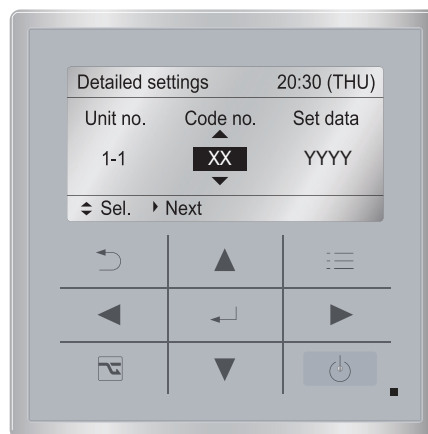 Detailed settings 20:30 (THU)
Unit no. Code no. Set data
1-1 XX YYYY
Sel. Next